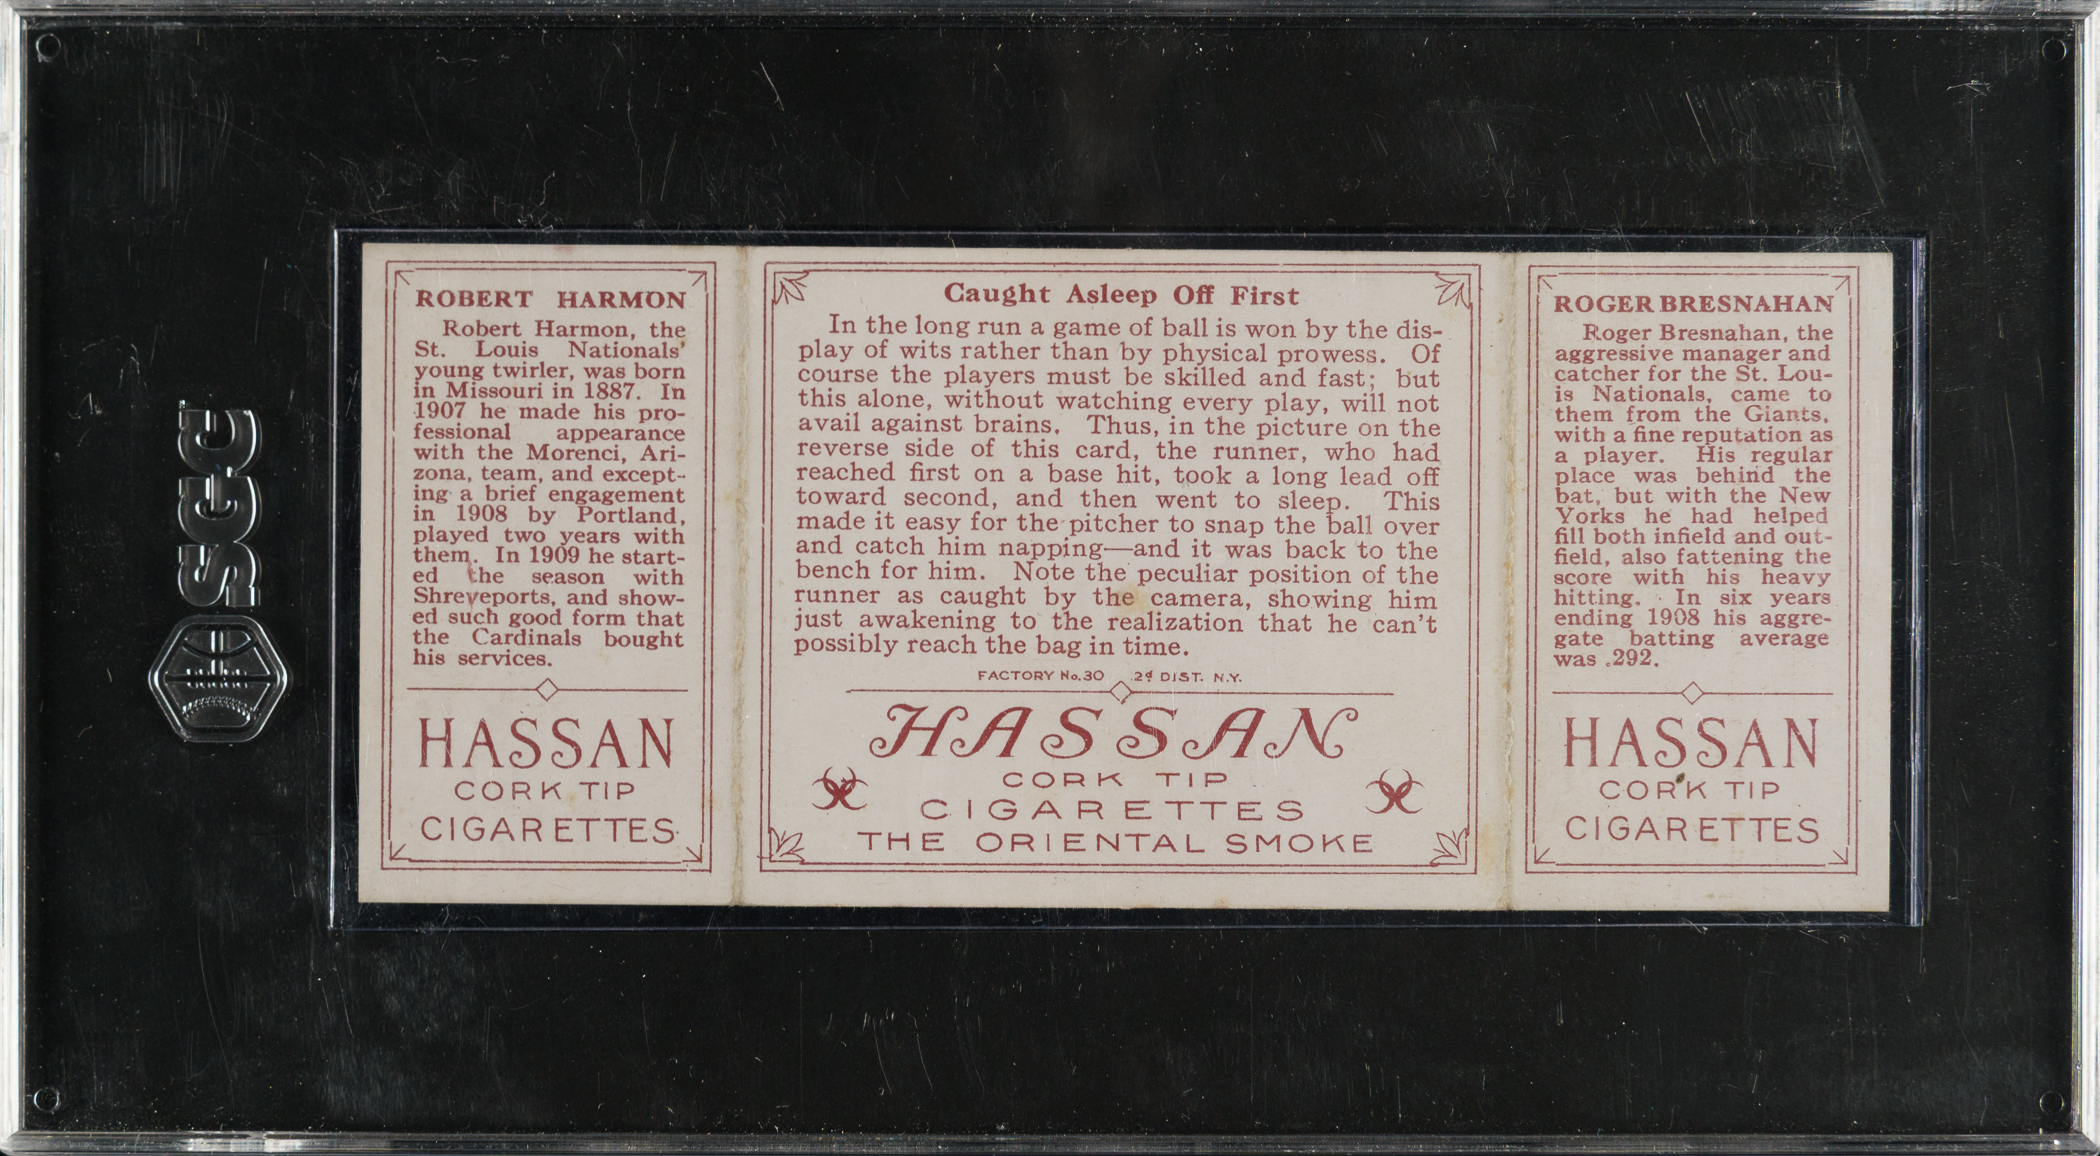 SGC
ROBERT HARMON
Robert Harmon, the
St. Louis Nationals'
young twirler, was born
in Missouri in 1887. In
1907 he made his pro-
fessional appearance
with the Morenci, Ari-
zona, team, and except-
ing a brief engagement
in 1908 by Portland,
played two years with
them. In 1909 he start-
ed the season with
Shreveports, and show-
ed such good form that
the Cardinals bought
his services.
HASSAN
CORK TIP
CIGARETTES
Caught Asleep Off First
In the long run a game of ball is won by the dis-
play of wits rather than by physical prowess. Of
course the players must be skilled and fast; but
this alone, without watching every play, will not
avail against brains. Thus, in the picture on the
reverse side of this card, the runner, who had
reached first on a base hit, took a long lead off
toward second, and then went to sleep. This
made it easy for the pitcher to snap the ball over
and catch him napping—and it was back to the
bench for him. Note the peculiar position of the
runner as caught by the camera, showing him
just awakening to the realization that he can't
possibly reach the bag in time.
FACTORY No. 30 2d DIST. N.Y.
HASSAN
CORK TIP
CIGARETTES
THE ORIENTAL SMOKE
ROGER BRESNAHAN
Roger Bresnahan, the
aggressive manager and
catcher for the St. Lou-
is Nationals, came to
them from the Giants,
with a fine reputation as
a player. His regular
place was behind the
bat, but with the New
Yorks he had helped
fill both infield and out-
field, also fattening the
score with his heavy
hitting. In six years
ending 1908 his aggre-
gate batting average
was .292.
HASSAN
CORK TIP
CIGARETTES